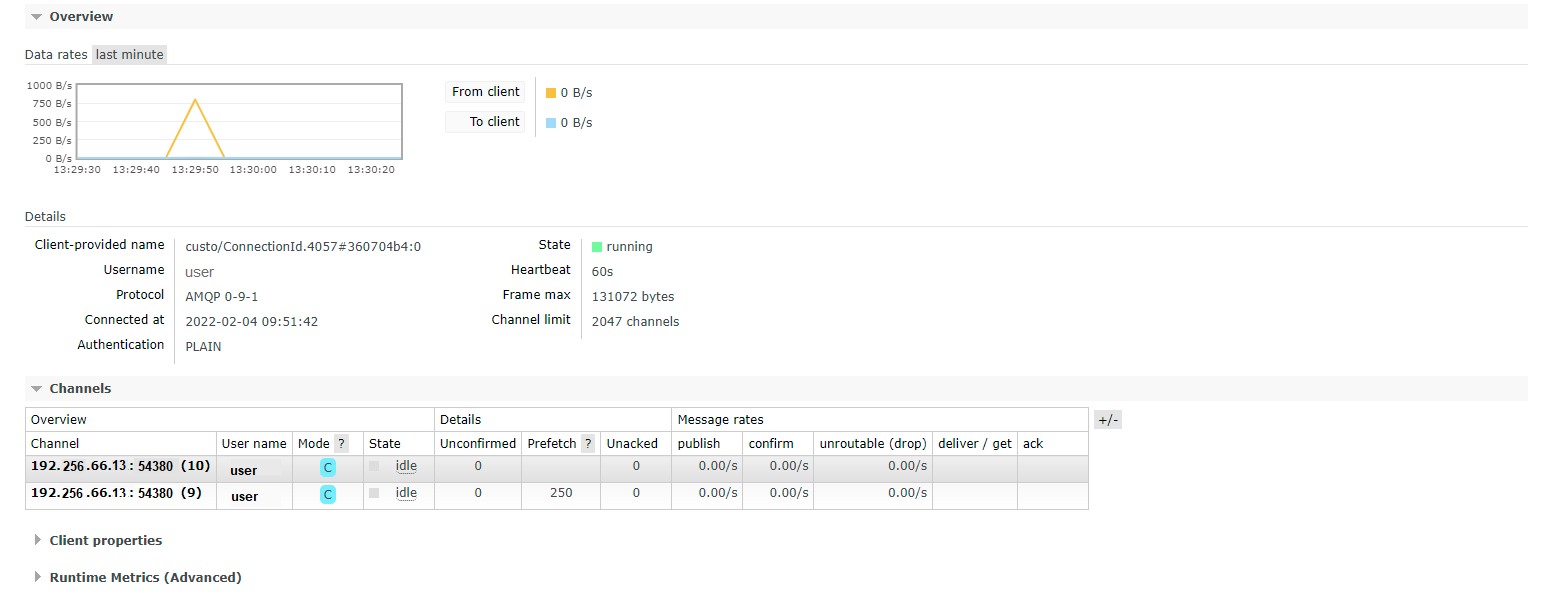 Overview
Data rates last minute
1000 B/s
750 B/s
500 B/s
250 B/s
0 B/s
13:29:30 13:29:40 13:29:50 13:30:00 13:30:10 13:30:20
From client 0 B/s
To client 0 B/s
Details
Client-provided name custo/ConnectionId.4057#360704b4:0
Username user
Protocol AMQP 0-9-1
Connected at 2022-02-04 09:51:42
Authentication PLAIN
State running
Heartbeat 60s
Frame max 131072 bytes
Channel limit 2047 channels
Channels
Overview Details Message rates +/-
Channel User name Mode ? State Unconfirmed Prefetch ? Unacked publish confirm unroutable (drop) deliver / get ack
192.256.66.13 : 54380 (10) user C idle 0 0 0.00/s 0.00/s 0.00/s
192.256.66.13 : 54380 (9) user C idle 0 250 0 0.00/s 0.00/s 0.00/s
Client properties
Runtime Metrics (Advanced)